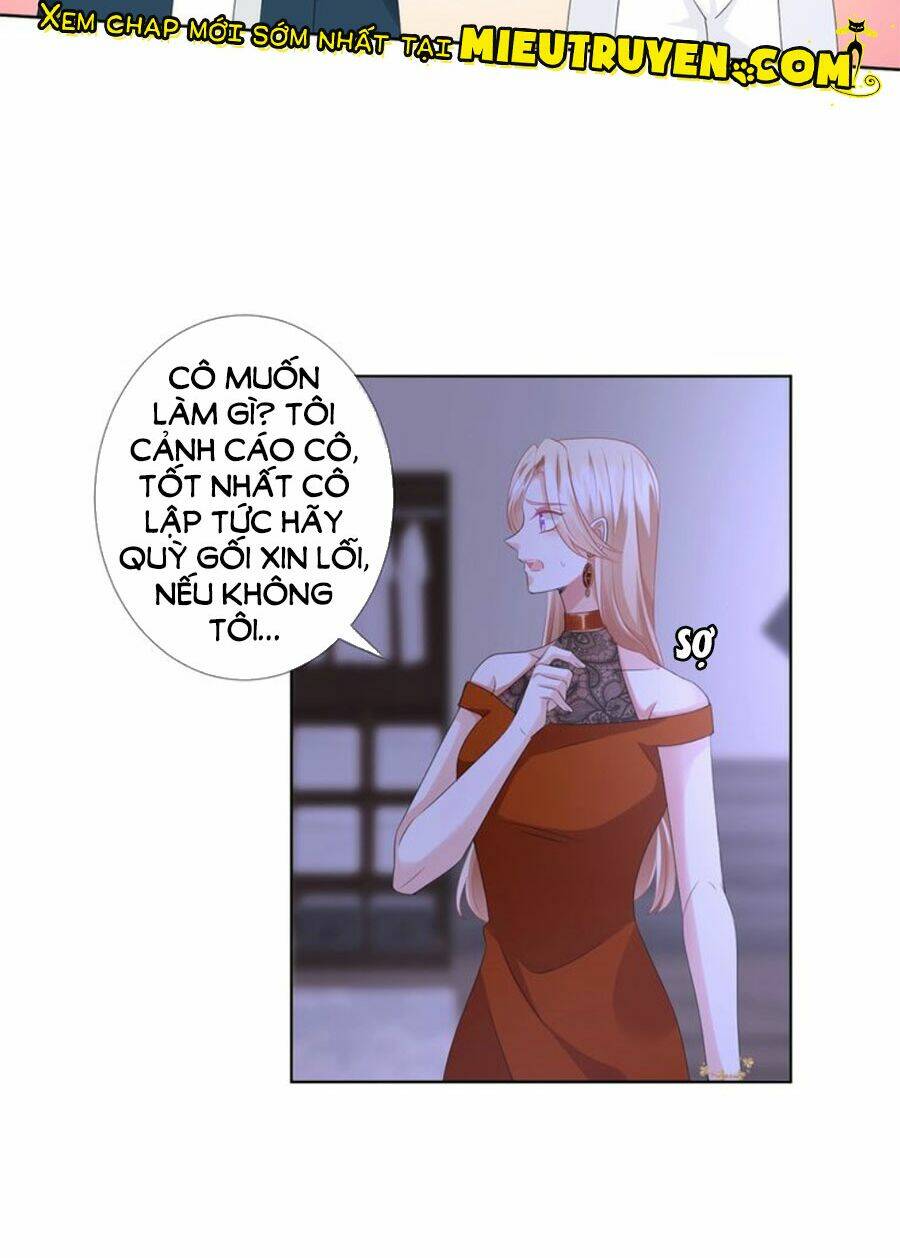 XEM CHAP MỚI SỚM NHẤT TẠI MIEUTRUYEN.COM
CÔ MUỐN
LÀM GÌ? TÔI
CẢNH CÁO CÔ,
TỐT NHẤT CÔ
LẬP TỨC HÃY
QUỲ GỐI XIN LỖI,
NẾU KHÔNG
TÔI...
SỢ